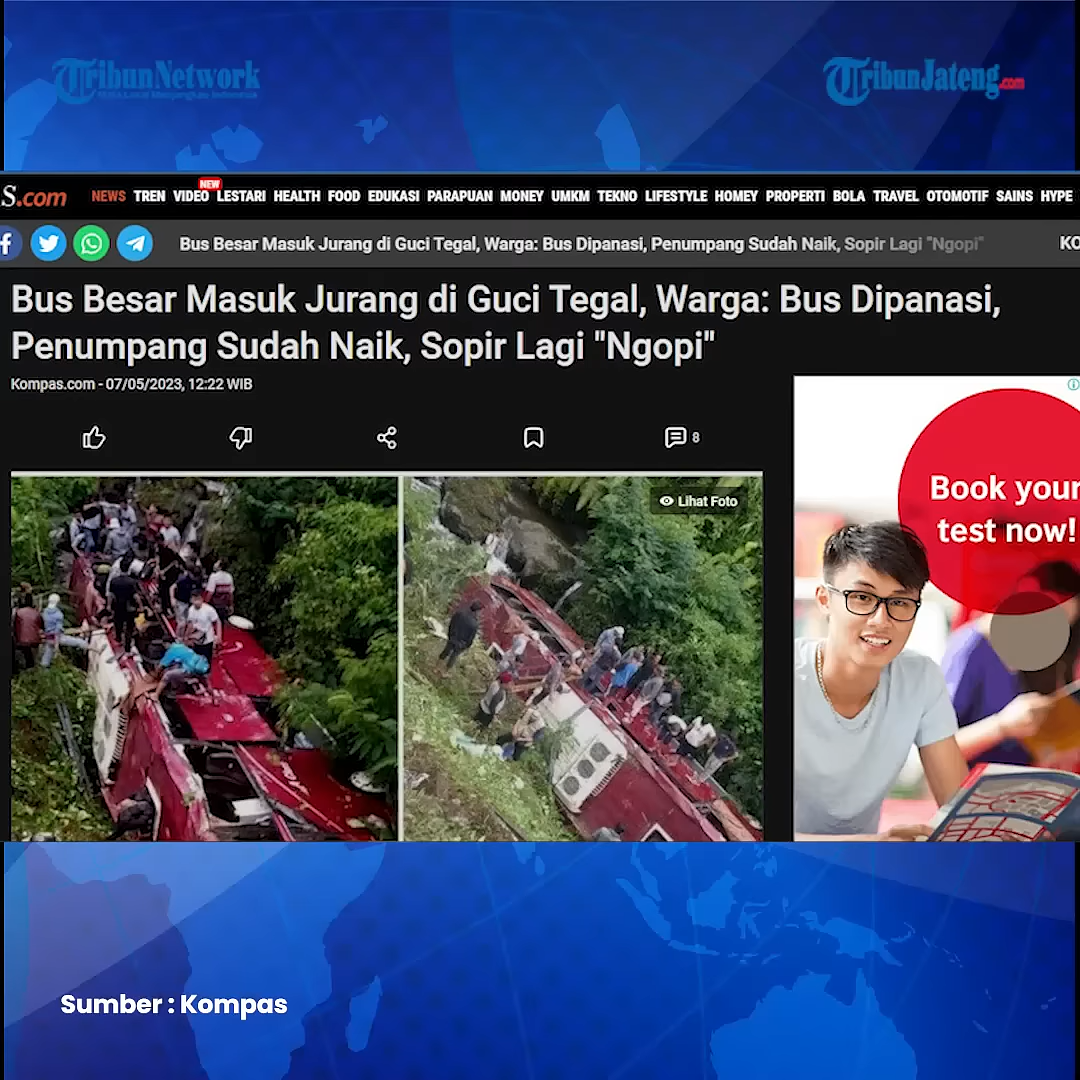 TribunNetwork
TribunJateng.com
S.com
NEWS TREN VIDEO NEW LESTARI HEALTH FOOD EDUKASI PARAPUAN MONEY UMKM TEKNO LIFESTYLE HOMEY PROPERTI BOLA TRAVEL OTOMOTIF SAINS HYPE
Bus Besar Masuk Jurang di Guci Tegal, Warga: Bus Dipanasi, Penumpang Sudah Naik, Sopir Lagi "Ngopi"
KO
Bus Besar Masuk Jurang di Guci Tegal, Warga: Bus Dipanasi,
Penumpang Sudah Naik, Sopir Lagi "Ngopi"
Kompas.com - 07/05/2023, 12:22 WIB
8
Lihat Foto
Book your
test now!
Sumber : Kompas